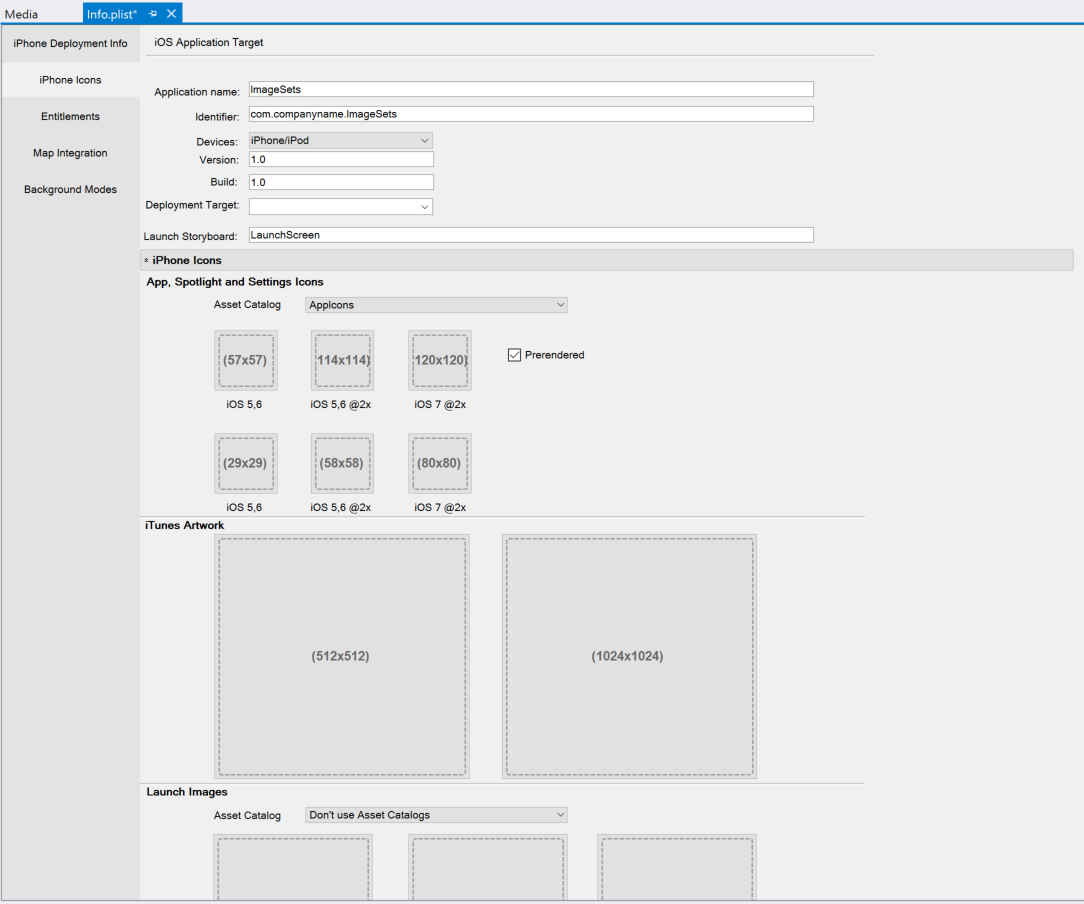 Media
Info.plist*
iPhone Deployment Info
iPhone Icons
Entitlements
Map Integration
Background Modes
iOS Application Target
Application name: ImageSets
Identifier: com.companyname.ImageSets
Devices: iPhone/iPod
Version: 1.0
Build: 1.0
Deployment Target:
Launch Storyboard: LaunchScreen
iPhone Icons
App, Spotlight and Settings Icons
Asset Catalog AppIcons
(57x57) 114x114) 120x120) Prerendered
iOS 5,6 iOS 5,6 @2x iOS 7 @2x
(29x29) (58x58) (80x80)
iOS 5,6 iOS 5,6 @2x iOS 7 @2x
iTunes Artwork
(512x512) (1024x1024)
Launch Images
Asset Catalog Don't use Asset Catalogs